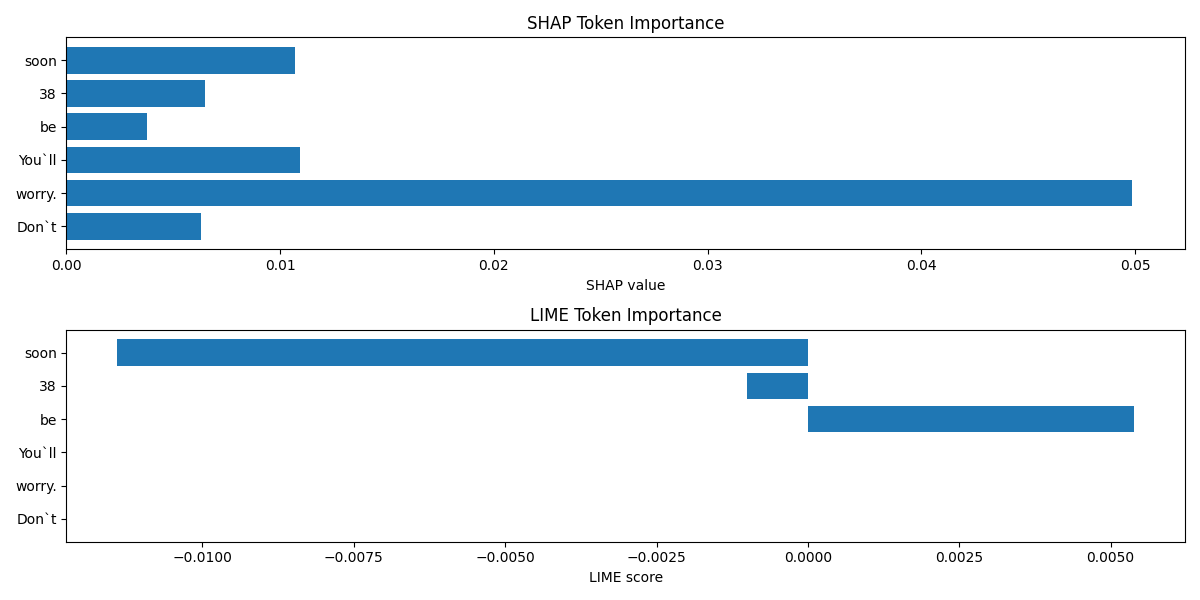 SHAP Token Importance
soon
38
be
You`ll
worry.
Don`t
0.00 0.01 0.02 0.03 0.04 0.05
SHAP value
LIME Token Importance
soon
38
be
You`ll
worry.
Don`t
−0.0100 −0.0075 −0.0050 −0.0025 0.0000 0.0025 0.0050
LIME score